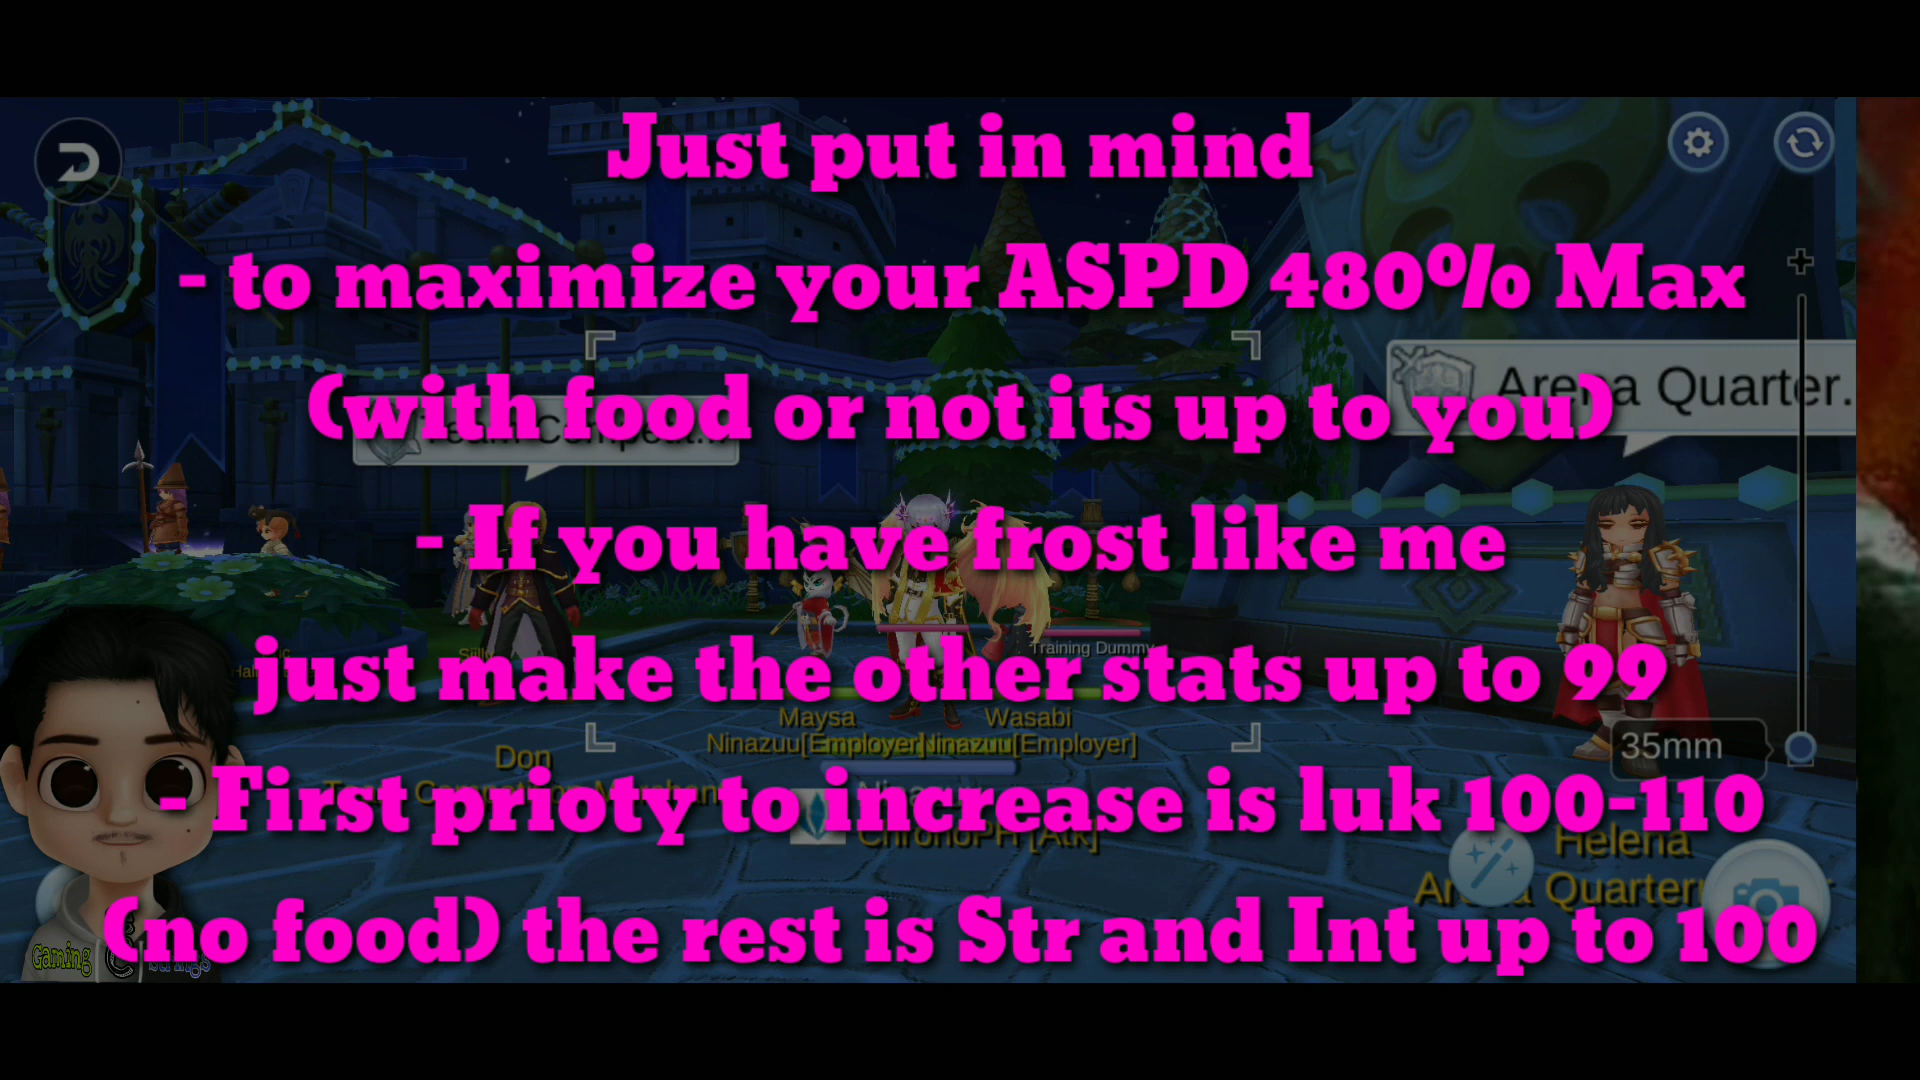 Just put in mind
- to maximize your ASPD 480% Max
Arena Quarter.
(with food or not its up to you)
- If you have frost like me
Training Dummy
just make the other stats up to 99
Maysa
Wasabi
Ninazuu[Employer]
Ninazuu[Employer]
35mm
Don
- First prioty to increase is luk 100-110
ChronoPH [Atk]
Helena
(no food) the rest is Str and Int up to 100
Gaming